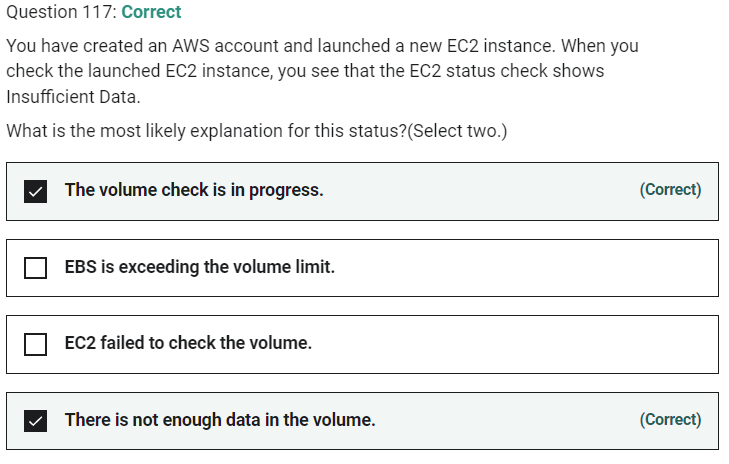 Question 117: Correct
You have created an AWS account and launched a new EC2 instance. When you
check the launched EC2 instance, you see that the EC2 status check shows
Insufficient Data.
What is the most likely explanation for this status?(Select two.)
The volume check is in progress. (Correct)
EBS is exceeding the volume limit.
EC2 failed to check the volume.
There is not enough data in the volume. (Correct)